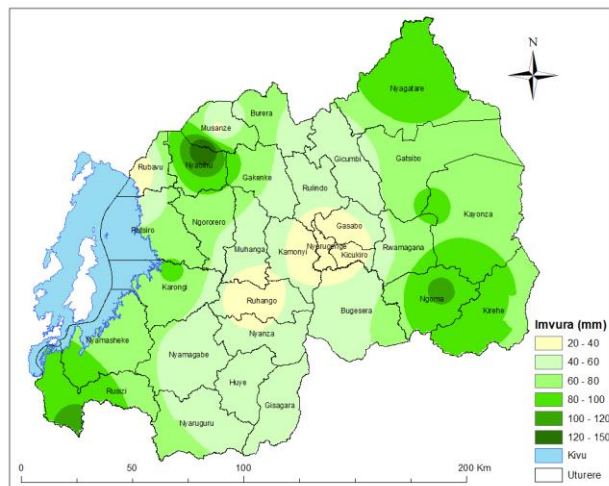 N
Nyagatare
Burera
Musanze
Nyabihu
Rubavu
Gicumbi
Gatsibo
Gakenke
Rulindo
Kayonza
Rutsiro
Ngororero
Gasabo
Muhanga
Kamonyi
Nyarugenge
Rwamagana
Kicukiro
Karongi
Ruhango
Bugesera
Ngoma
Kirehe
Nyamasheke
Nyanza
Nyamagabe
Huye
Rusizi
Gisagara
Nyaruguru
Imvura (mm)
20 - 40
40 - 60
60 - 80
80 - 100
100 - 120
120 - 150
Kivu
Uturere
0 50 100 200 Km